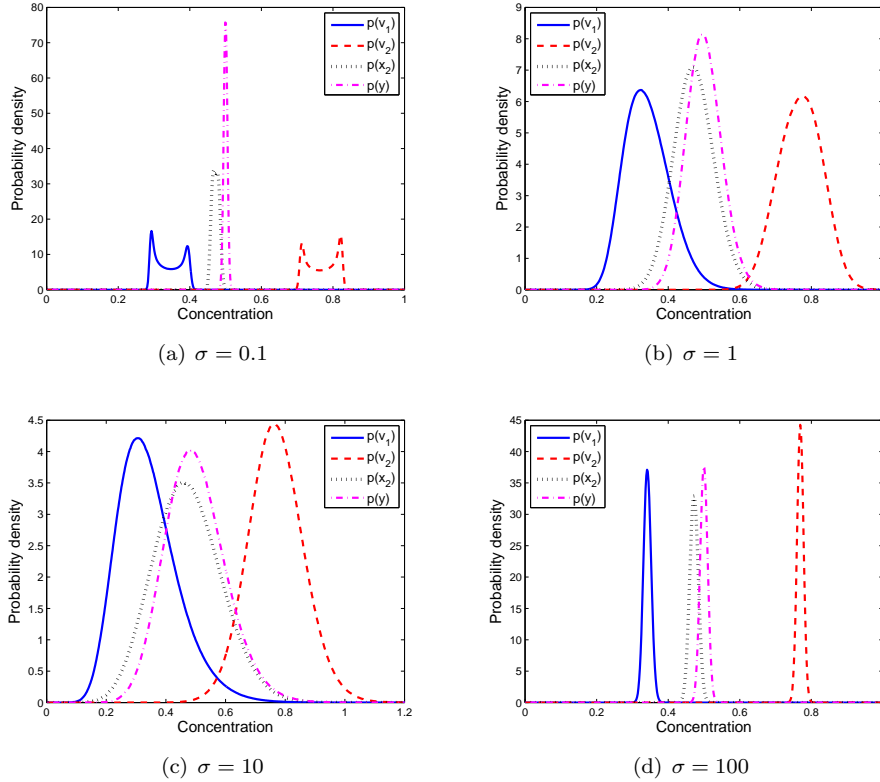 80
70
60
50
40
30
20
10
0
Probability density
0 0.2 0.4 0.6 0.8 1
Concentration
p(v1)
p(v2)
p(x2)
p(y)
(a) σ = 0.1
9
8
7
6
5
4
3
2
1
0
Probability density
0 0.2 0.4 0.6 0.8
Concentration
p(v1)
p(v2)
p(x2)
p(y)
(b) σ = 1
4.5
4
3.5
3
2.5
2
1.5
1
0.5
0
Probability density
0 0.2 0.4 0.6 0.8 1 1.2
Concentration
p(v1)
p(v2)
p(x2)
p(y)
(c) σ = 10
45
40
35
30
25
20
15
10
5
0
Probability density
0 0.2 0.4 0.6 0.8
Concentration
p(v1)
p(v2)
p(x2)
p(y)
(d) σ = 100